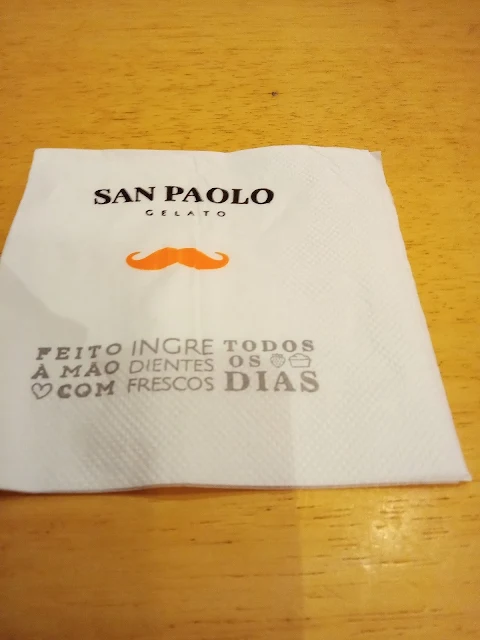 SAN PAOLO
GELATO
FEITO
À MÃO
COM
INGRE
DIENTES
FRESCOS
TODOS
OS
DIAS